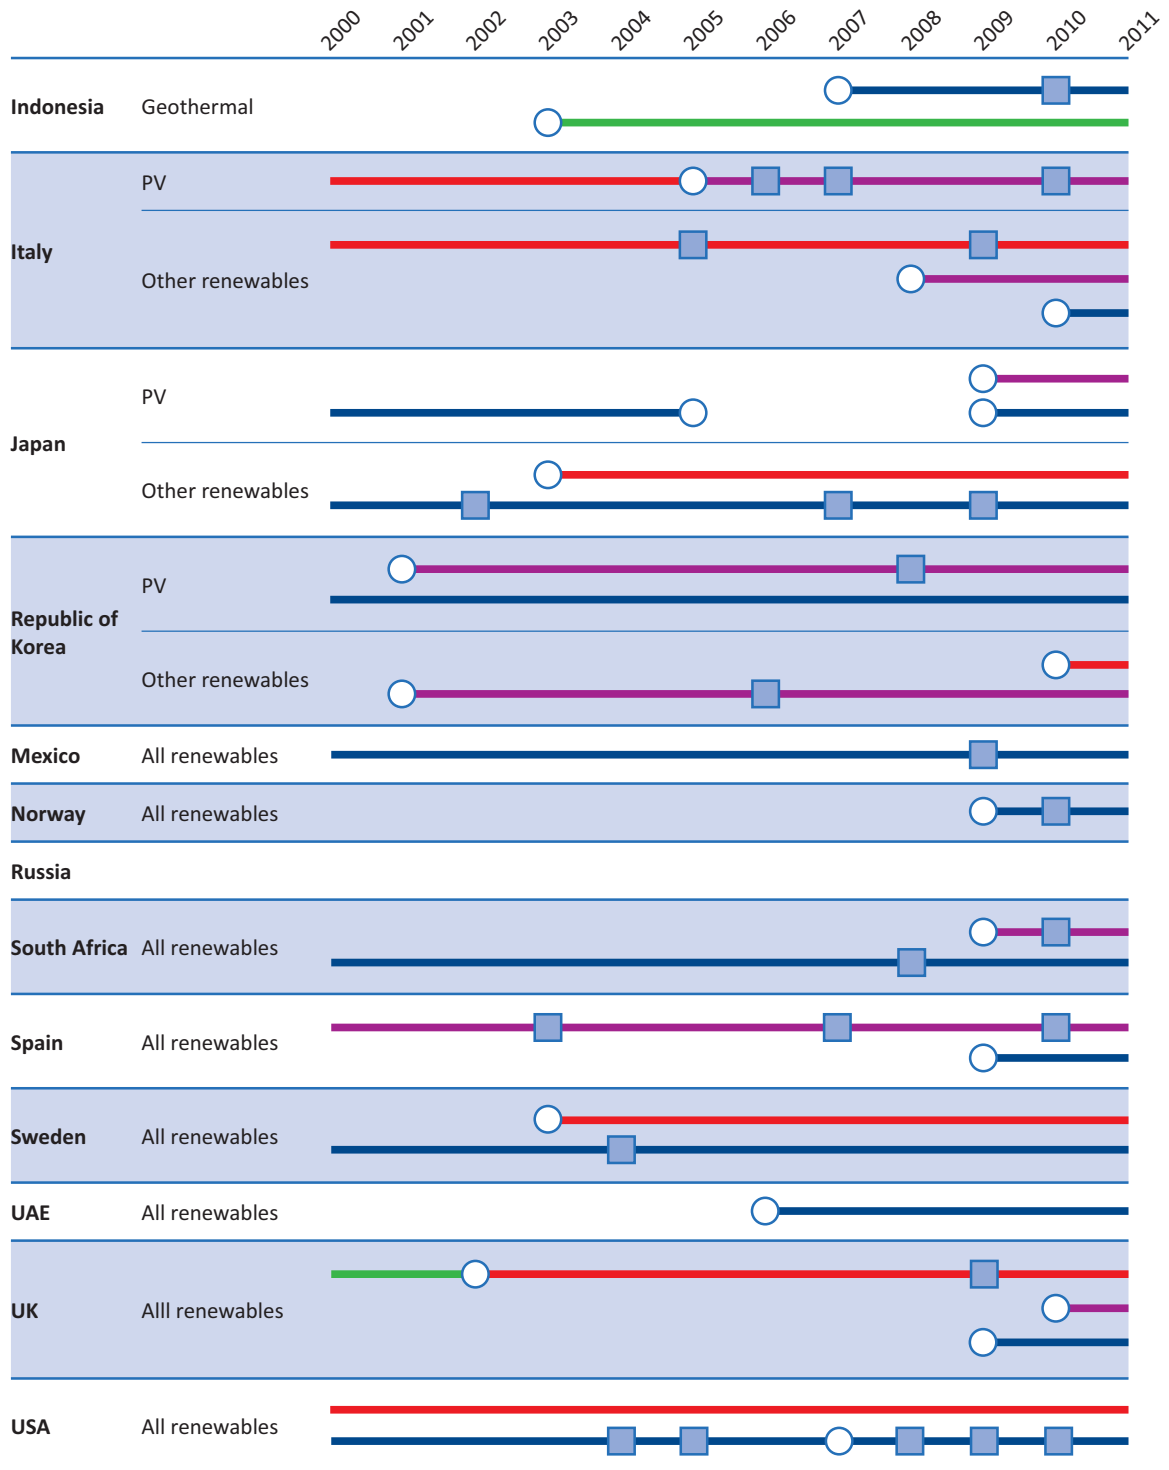 2000 2001 2002 2003 2004 2005 2006 2007 2008 2009 2010 2011
Indonesia Geothermal
PV
Italy
Other renewables
PV
Japan
Other renewables
PV
Republic of
Korea
Other renewables
Mexico All renewables
Norway All renewables
Russia
South Africa All renewables
Spain All renewables
Sweden All renewables
UAE All renewables
UK Alll renewables
USA All renewables